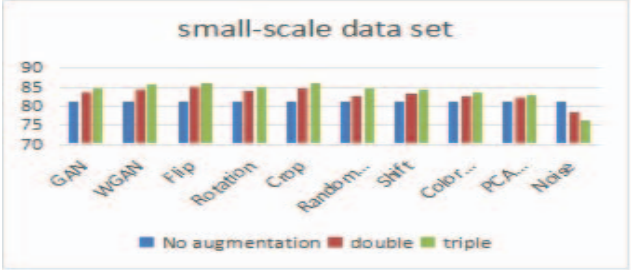 small-scale data set
90
85
80
75
70
GAN
WGAN
Flip
Rotation
Crop
Random...
Shift
Color...
PCA...
Noise
No augmentation double triple